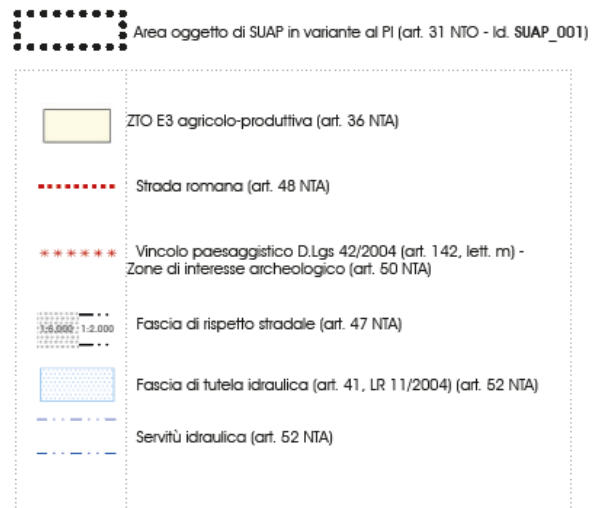 Area oggetto di SUAP in variante al PI (art. 31 NTO - Id. SUAP_001)
ZTO E3 agricolo-produttiva (art. 36 NTA)
Strada romana (art. 48 NTA)
Vincolo paesaggistico D.Lgs 42/2004 (art. 142, lett. m) -
Zone di interesse archeologico (art. 50 NTA)
1:5.000 1:2.000 Fascia di rispetto stradale (art. 47 NTA)
Fascia di tutela idraulica (art. 41, LR 11/2004) (art. 52 NTA)
Servitù idraulica (art. 52 NTA)